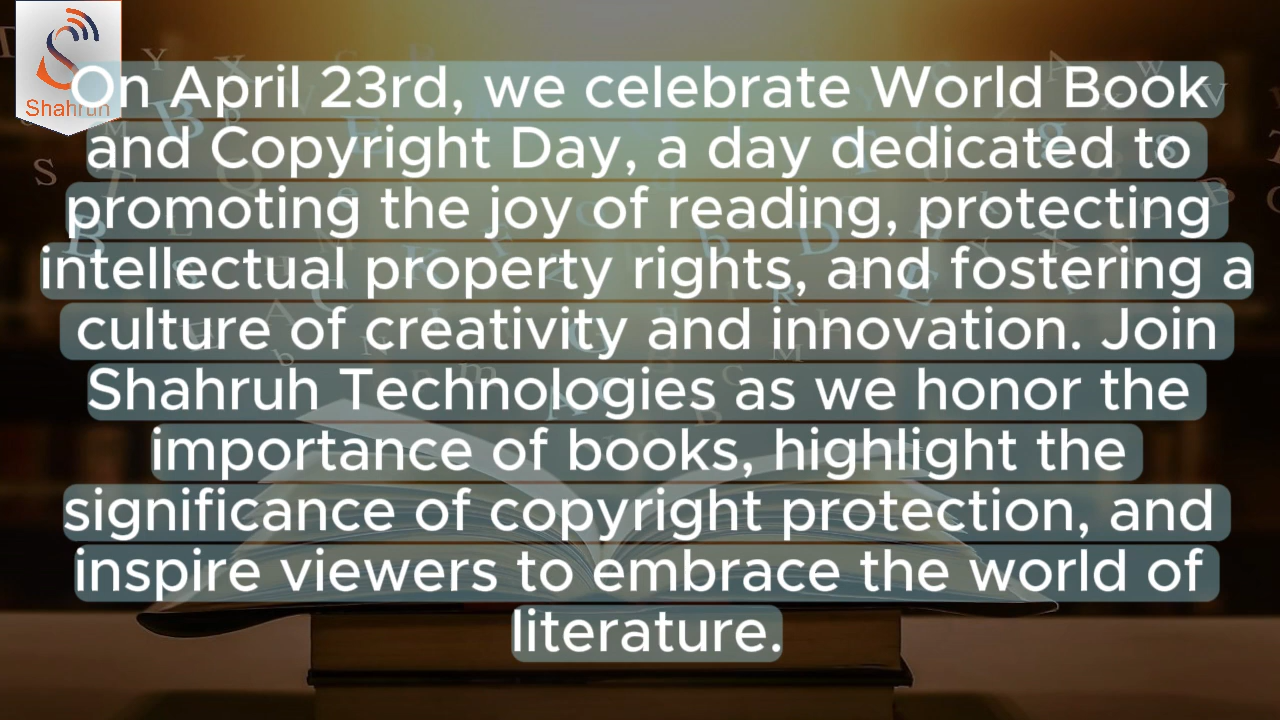 Shahruh
On April 23rd, we celebrate World Book
and Copyright Day, a day dedicated to
promoting the joy of reading, protecting
intellectual property rights, and fostering a
culture of creativity and innovation. Join
Shahruh Technologies as we honor the
importance of books, highlight the
significance of copyright protection, and
inspire viewers to embrace the world of
literature.